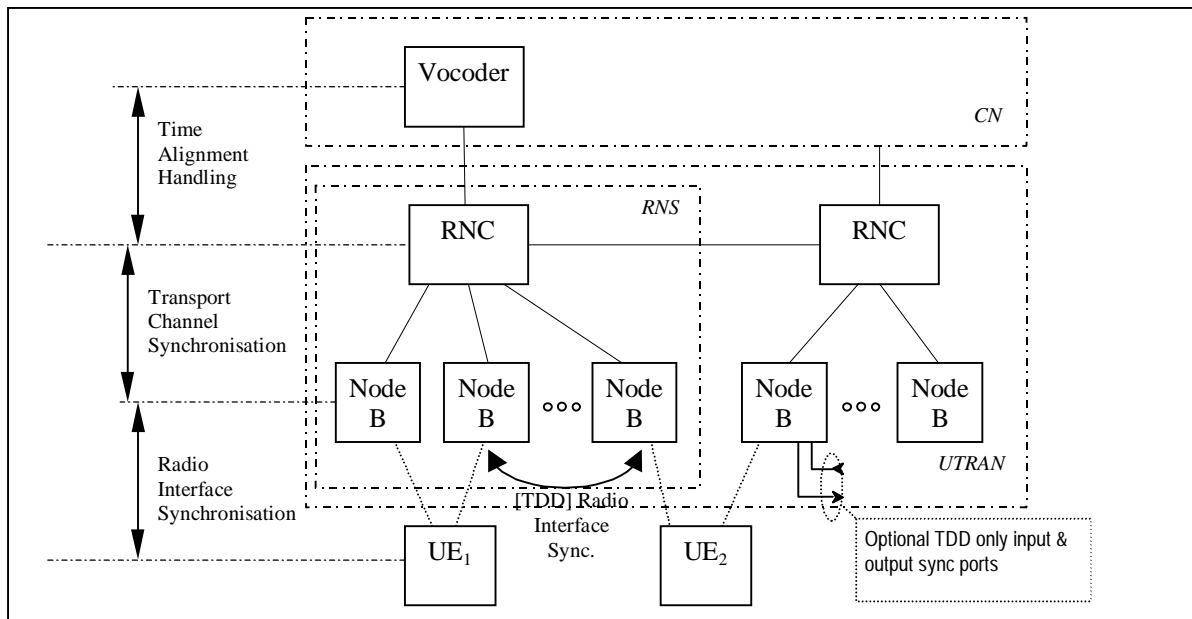 Vocoder
CN
Time
Alignment
Handling
RNS
RNC
RNC
Transport
Channel
Synchronisation
Node
B
Node
B
Node
B
Node
B
Node
B
UTRAN
Radio
Interface
Synchronisation
[TDD] Radio
Interface
Sync.
UE1
UE2
Optional TDD only input &
output sync ports